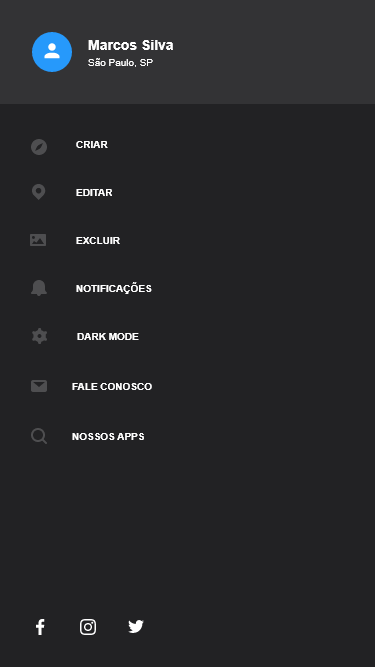 Marcos Silva
São Paulo, SP
CRIAR
EDITAR
EXCLUIR
NOTIFICAÇÕES
DARK MODE
FALE CONOSCO
NOSSOS APPS